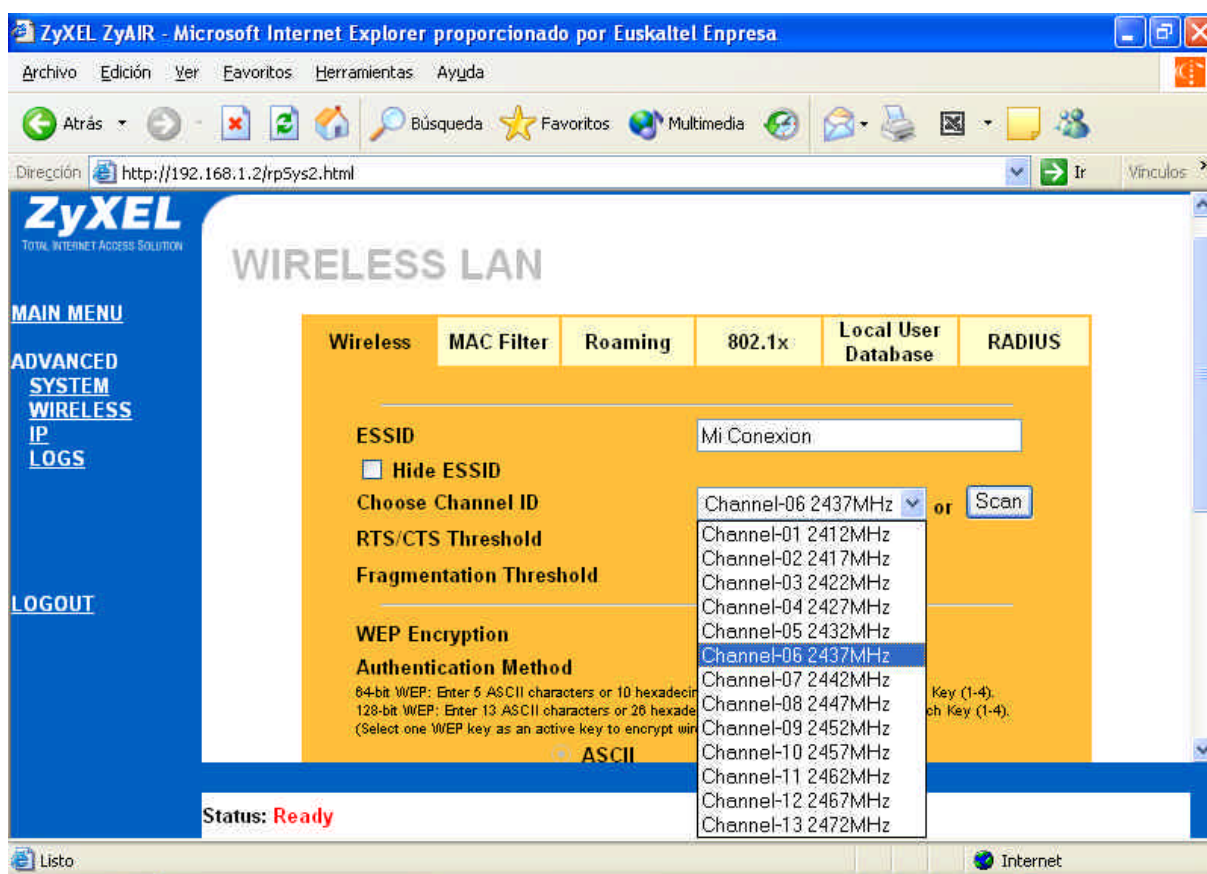 ZyXEL ZyAIR - Microsoft Internet Explorer proporcionado por Euskaltel Enpresa
Archivo Edición Ver Favoritos Herramientas Ayuda
Atrás Búsqueda Favoritos Multimedia
Dirección http://192.168.1.2/rpSys2.html Ir Vínculos
ZyXEL
TOTAL INTERNET ACCESS SOLUTION
WIRELESS LAN
MAIN MENU
ADVANCED
SYSTEM
WIRELESS
IP
LOGS
LOGOUT
Wireless MAC Filter Roaming 802.1x Local User Database RADIUS
ESSID Mi Conexion
Hide ESSID
Choose Channel ID Channel-06 2437MHz or Scan
RTS/CTS Threshold
Fragmentation Threshold
Channel-01 2412MHz
Channel-02 2417MHz
Channel-03 2422MHz
Channel-04 2427MHz
Channel-05 2432MHz
Channel-06 2437MHz
Channel-07 2442MHz
Channel-08 2447MHz
Channel-09 2452MHz
Channel-10 2457MHz
Channel-11 2462MHz
Channel-12 2467MHz
Channel-13 2472MHz
WEP Encryption
Authentication Method
64-bit WEP: Enter 5 ASCII characters or 10 hexadecim Key (1-4).
128-bit WEP: Enter 13 ASCII characters or 26 hexade ch Key (1-4).
(Select one WEP key as an active key to encrypt wir
ASCII
Status: Ready
Listo Internet